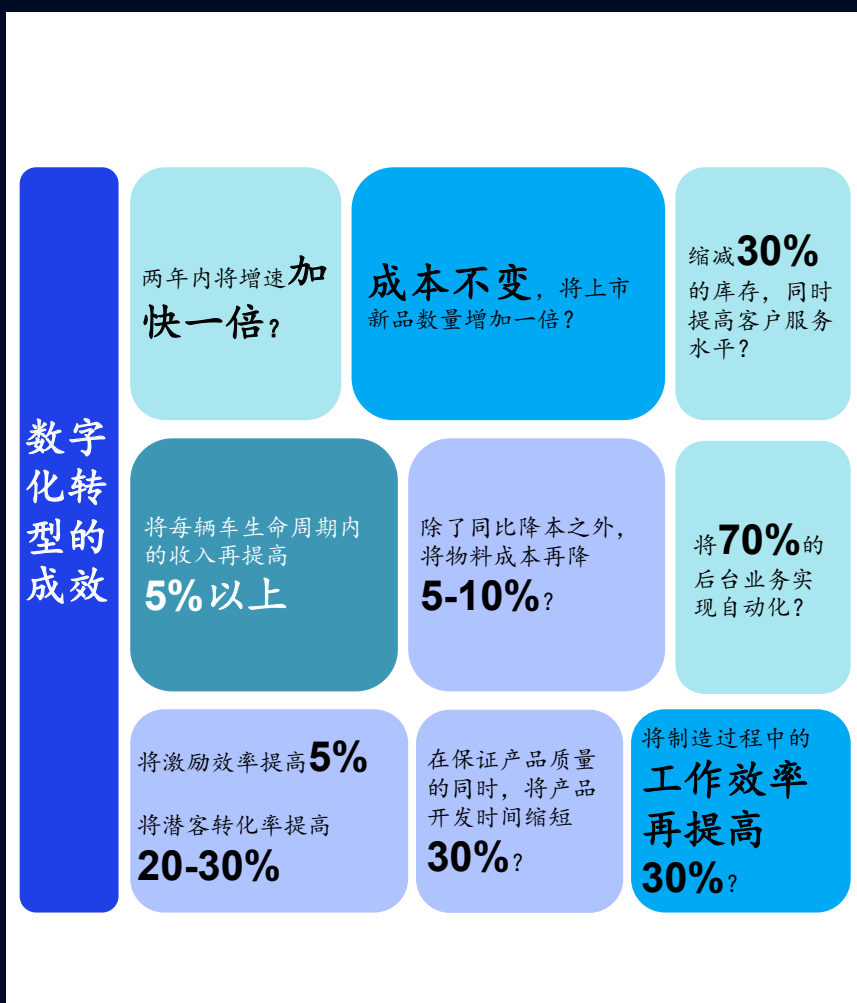 数字
化转
型的
成效
两年内将增速加
快一倍？
成本不变，将上市
新品数量增加一倍？
缩减30%
的库存，同时
提高客户服务
水平？
将每辆车生命周期内
的收入再提高
5%以上
除了同比降本之外，
将物料成本再降
5-10%？
将70%的
后台业务实
现自动化？
将激励效率提高5%
将潜客转化率提高
20-30%
在保证产品质量
的同时，将产品
开发时间缩短
30%？
将制造过程中的
工作效率
再提高
30%？